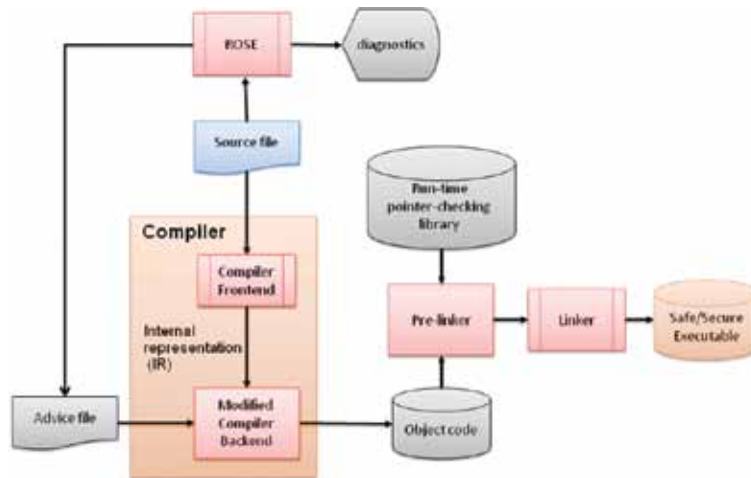 ROSE
diagnostics
Source file
Run-time
pointer-checking
library
Compiler
Compiler
Frontend
Internal
representation
(IR)
Pre-linker
Linker
Safe/Secure
Executable
Advice file
Modified
Compiler
Backend
Object code